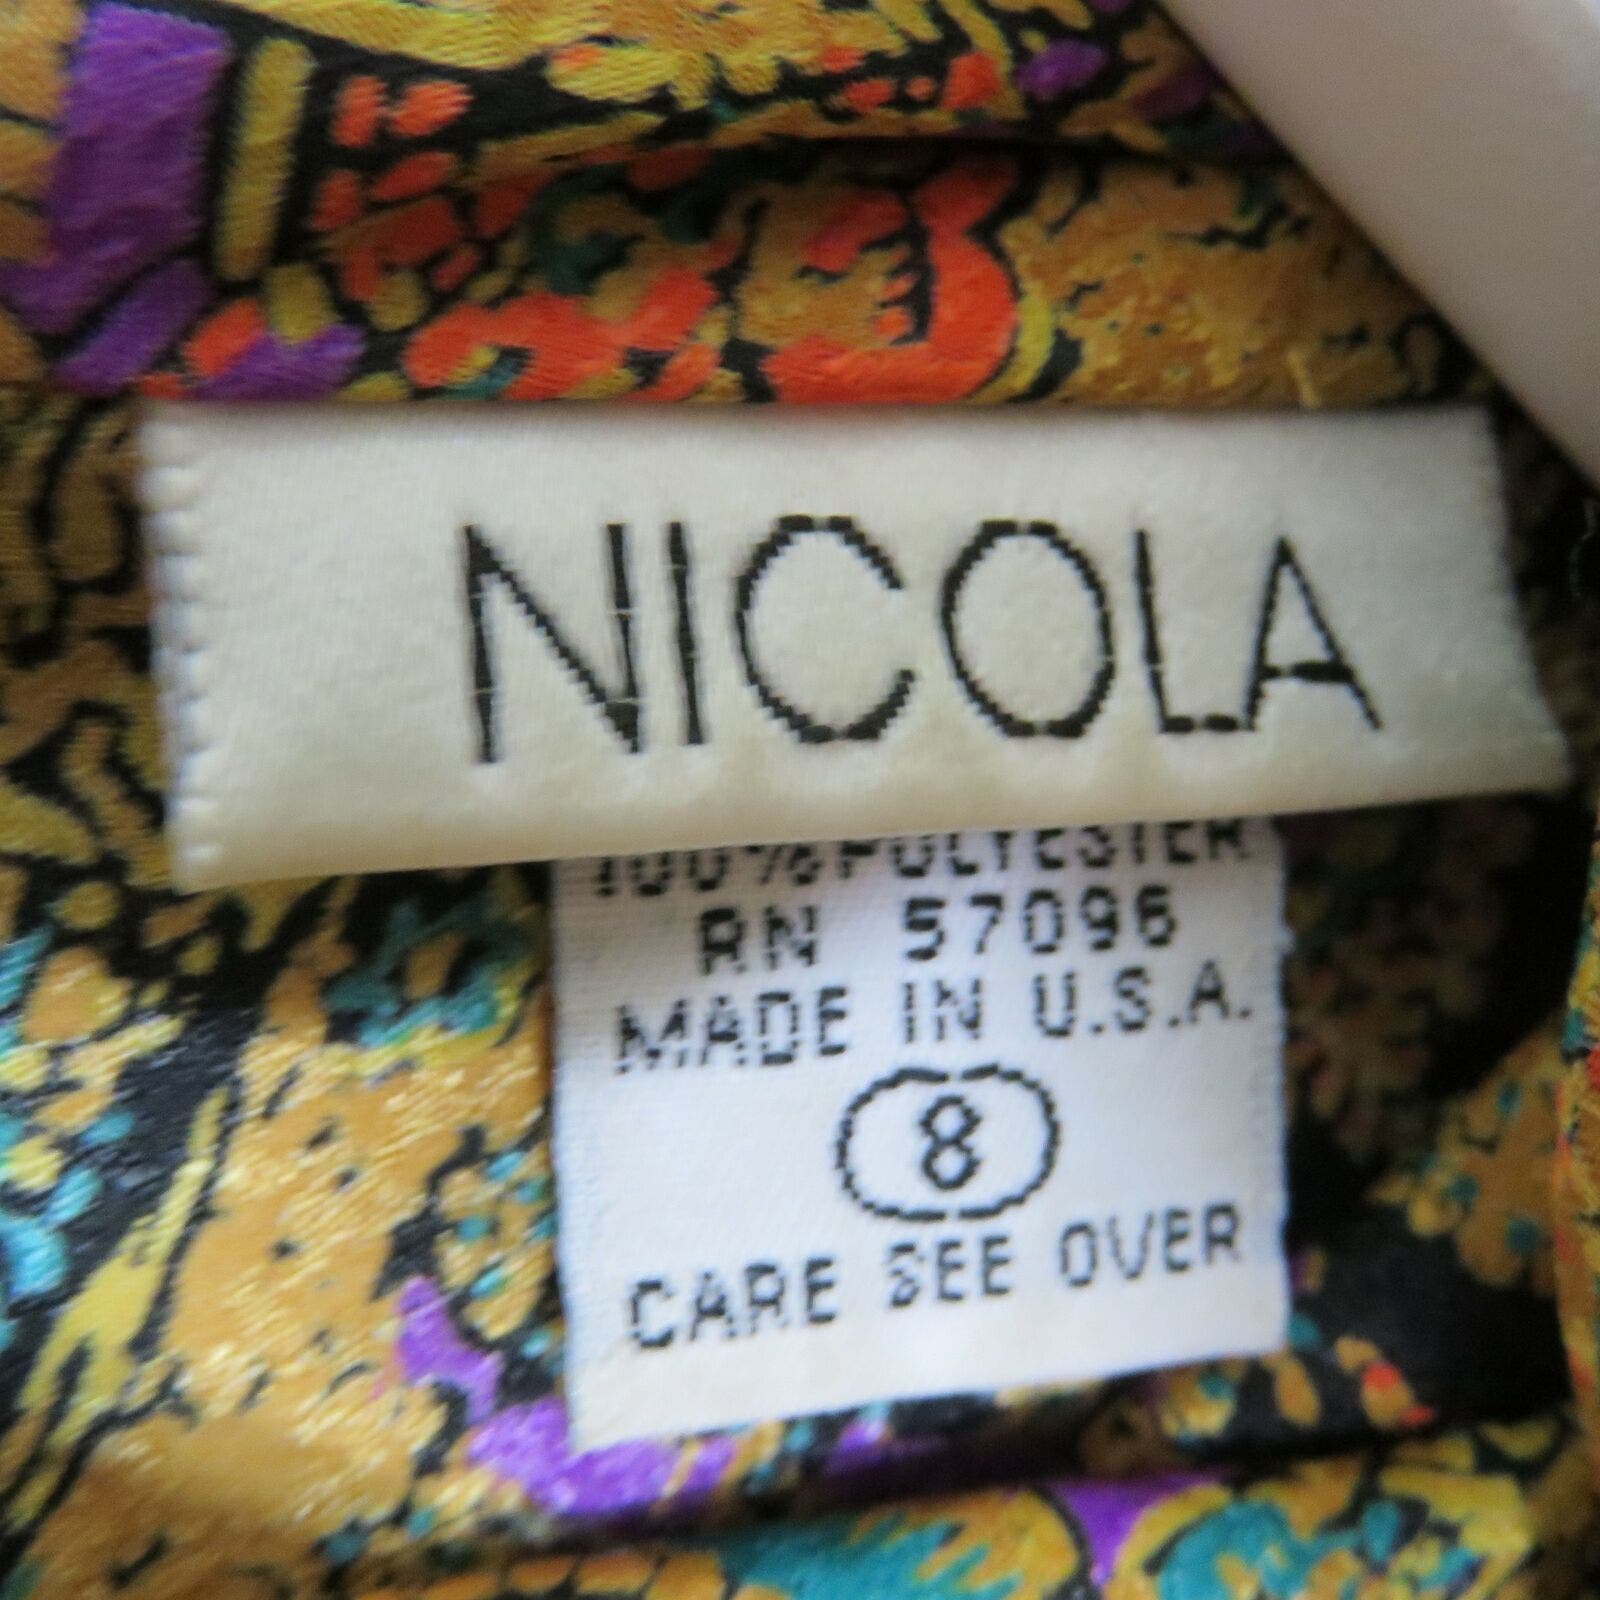 NICOLA
100% POLYESTER
RN 57096
MADE IN U.S.A.
8
CARE SEE OVER